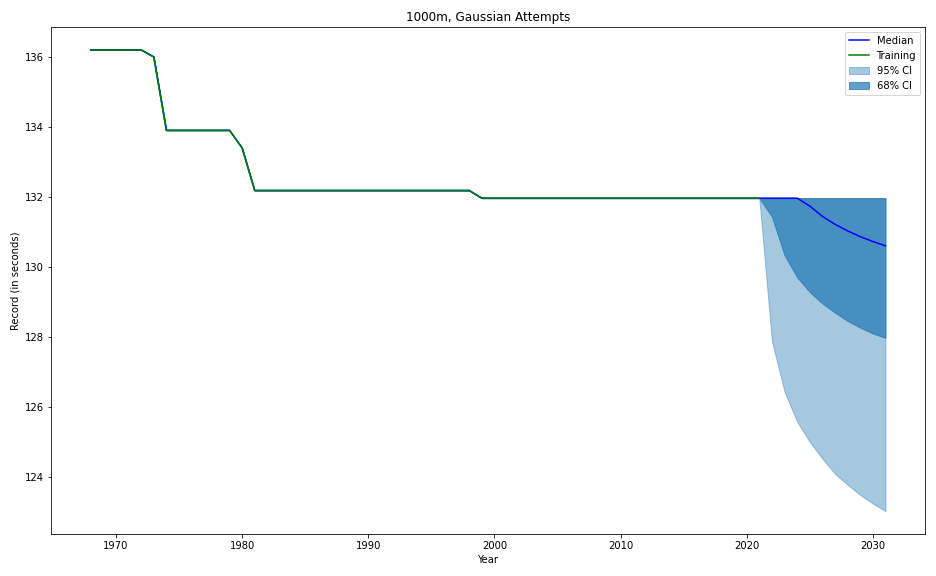 1000m, Gaussian Attempts
Median
Training
95% CI
68% CI
Record (in seconds)
136
134
132
130
128
126
124
1970
1980
1990
2000
2010
2020
2030
Year